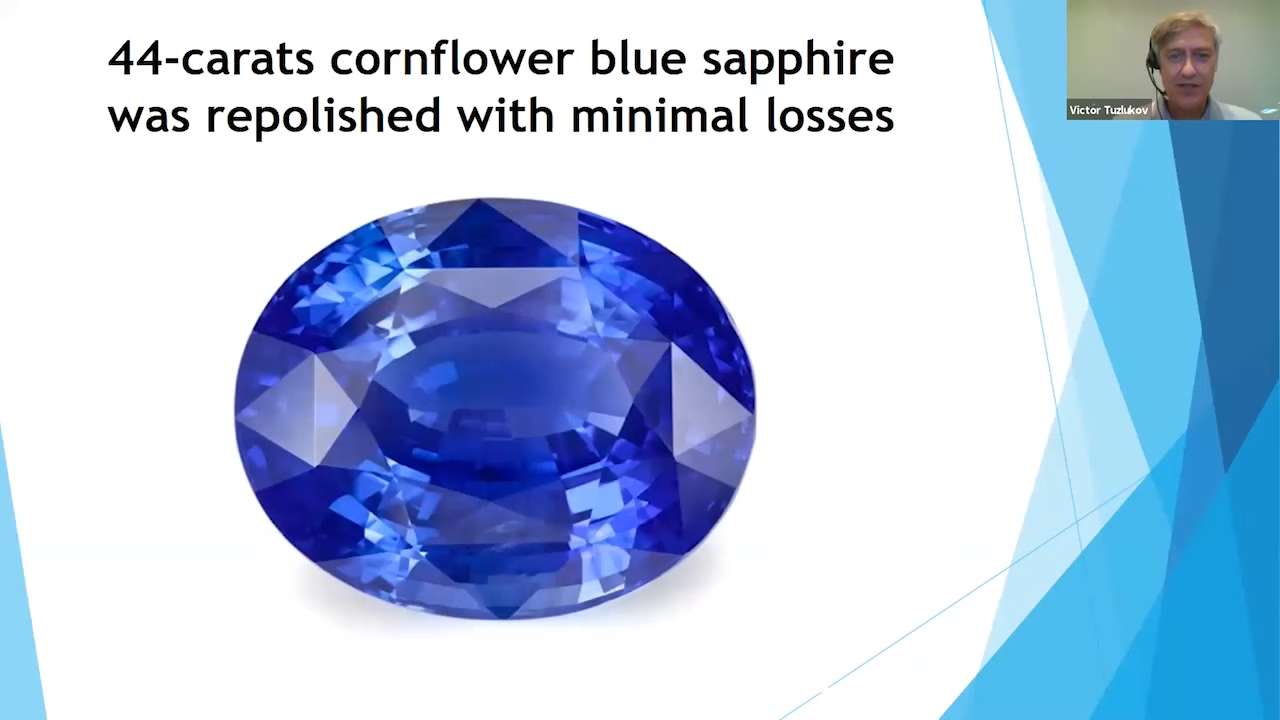 44-carats cornflower blue sapphire
was repolished with minimal losses
Victor Tuzlukov